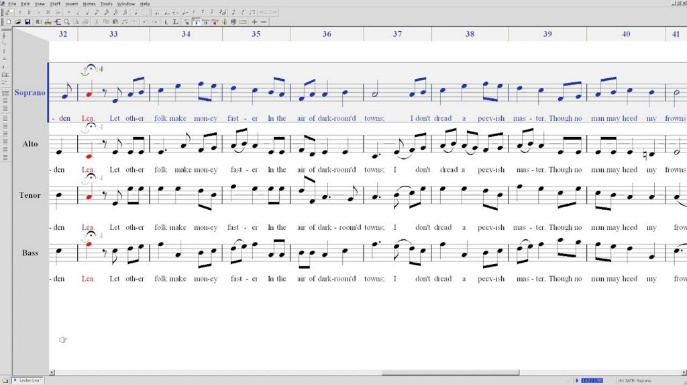 File Edit View Staff Insert Notes Tools Window Help
32 33 34 35 36 37 38 39 40 41
Soprano
- den Lea. Let oth-er folk make mon-ey fast - er In the air of dark-room'd towns; I don't dread a peev-ish mas - ter, Though no man may heed my frowns
Alto
- den Lea. Let oth-er folk make mon-ey fast - er In the air of dark-room'd towns; I don't dread a peev-ish mas - ter, Though no man may heed my frowns
Tenor
- den Lea. Let oth-er folk make mon-ey fast - er In the air of dark-room'd towns; I don't dread a peev-ish mas - ter, Though no man may heed my frow
Bass
- den Lea. Let oth-er folk make mon-ey fast - er In the air of dark-room'd towns; I don't dread a peev-ish mas - ter, Though no man may heed my frow